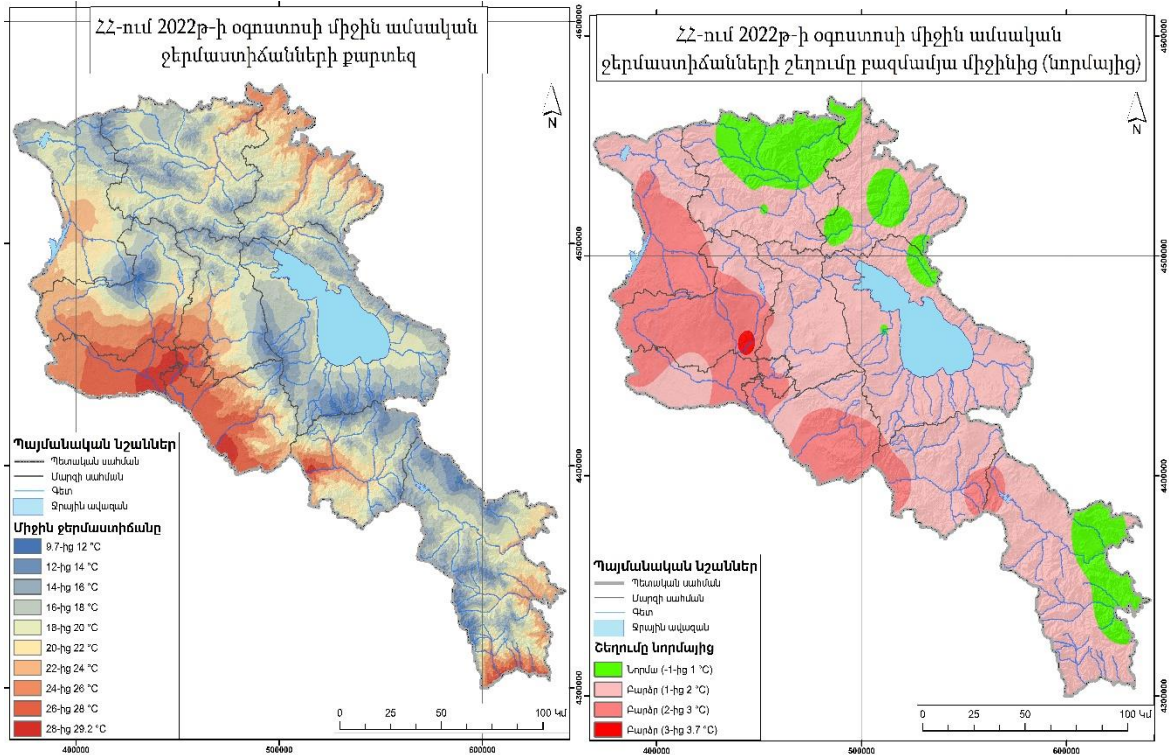 ՀՀ-ում 2022թ-ի օգոստոսի միջին ամսական
ջերմաստիճանների քարտեզ
N
Պայմանական նշաններ
Պետական սահման
Մարզի սահման
Գետ
Ջրային ավազան
Միջին ջերմաստիճանը
9.7-ից 12 °C
12-ից 14 °C
14-ից 16 °C
16-ից 18 °C
18-ից 20 °C
20-ից 22 °C
22-ից 24 °C
24-ից 26 °C
26-ից 28 °C
28-ից 29.2 °C
0 25 50 100 Կմ
400000 500000 600000
4600000
4500000
4400000
4300000
ՀՀ-ում 2022թ-ի օգոստոսի միջին ամսական
ջերմաստիճանների շեղումը բազմամյա միջինից (նորմայից)
N
Պայմանական նշաններ
Պետական սահման
Մարզի սահման
Գետ
Ջրային ավազան
Շեղումը նորմայից
Նորմա (-1-ից 1 °C)
Բարձր (1-ից 2 °C)
Բարձր (2-ից 3 °C)
Բարձր (3-ից 3.7 °C)
0 25 50 100 Կմ
400000 500000 600000
4600000
4500000
4400000
4300000